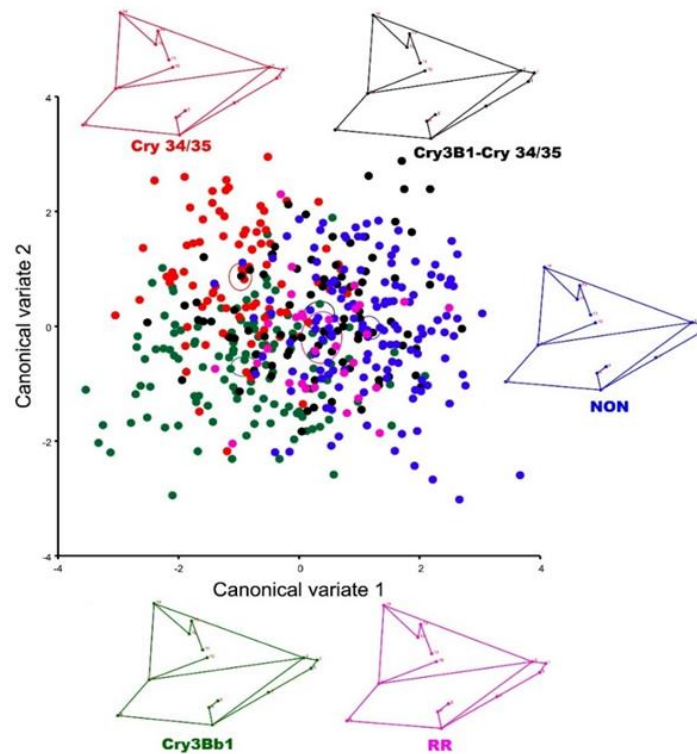 Cry 34/35
Cry3B1-Cry 34/35
4
2
0
-2
-4
Canonical variate 2
NON
-4
-2
0
2
4
Canonical variate 1
Cry3Bb1
RR